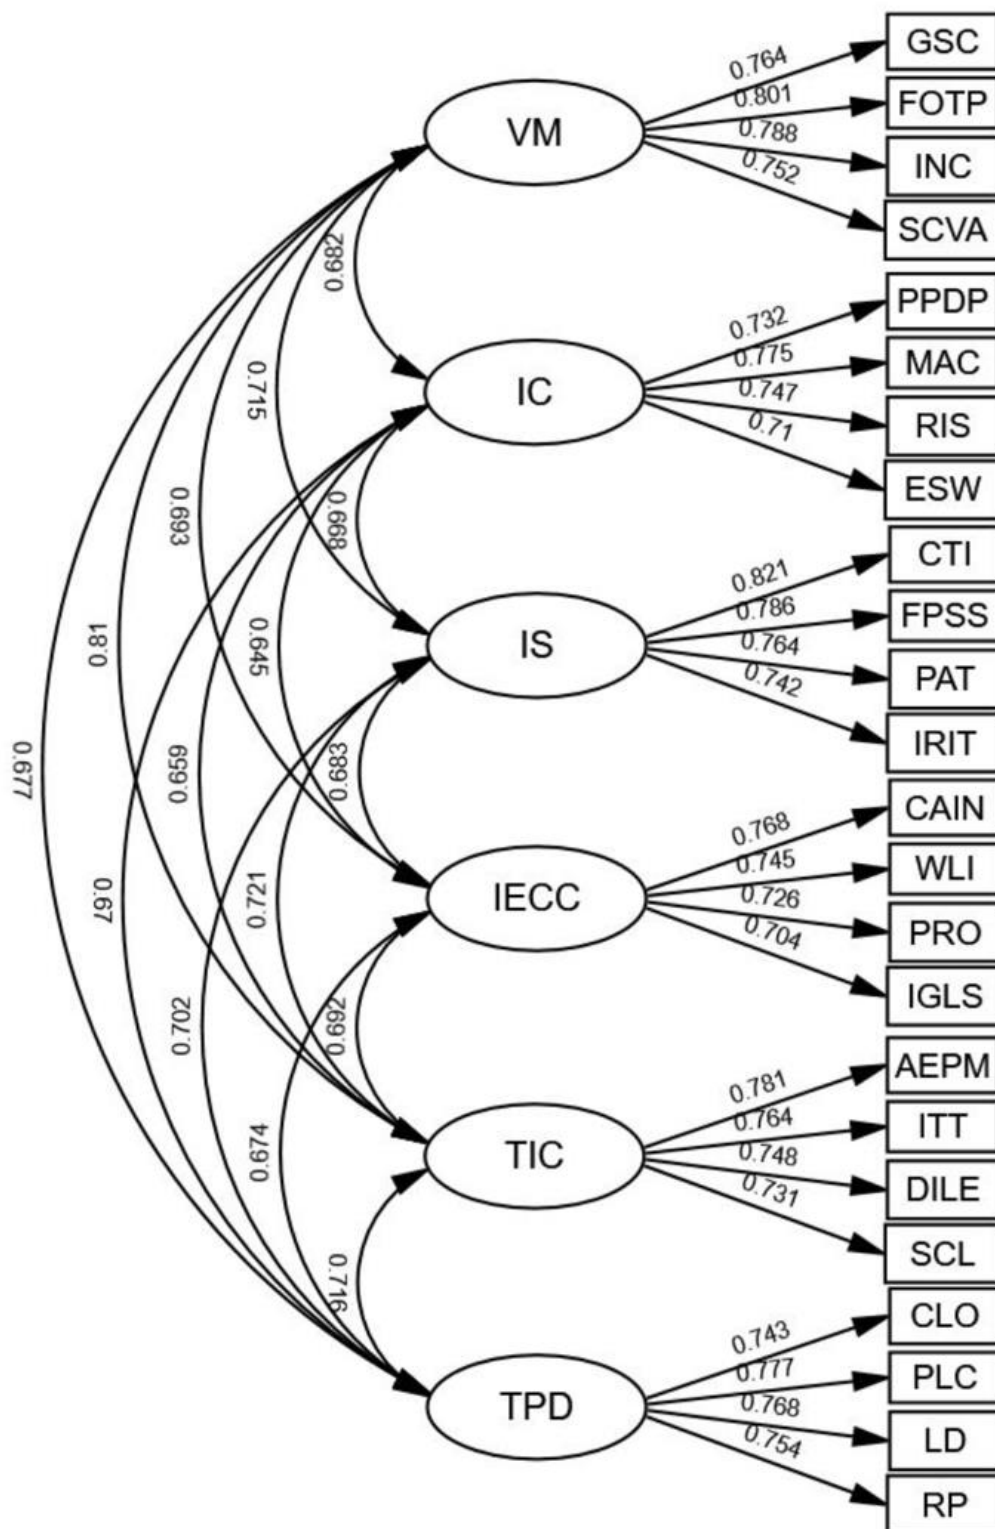 GSC
0.764
FOTP
0.801
VM
0.788
INC
0.752
SCVA
0.682
PPDP
0.732
MAC
0.775
0.715
IC
0.747
RIS
0.71
ESW
0.693
0.668
CTI
0.821
FPSS
0.786
0.81
0.645
IS
0.764
PAT
0.742
IRIT
0.677
0.659
0.683
CAIN
0.768
WLI
0.745
0.67
0.721
IECC
0.726
PRO
0.704
IGLS
0.702
0.692
AEPM
0.781
ITT
0.764
0.674
TIC
0.748
DILE
0.731
SCL
0.716
CLO
0.743
PLC
0.777
TPD
0.768
LD
0.754
RP